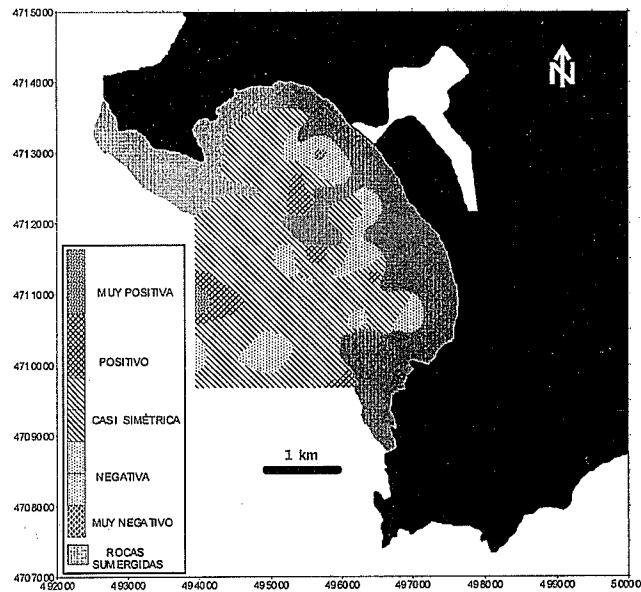 4715000
4714000
4713000
4712000
4711000
4710000
4709000
4708000
4707000
N
MUY POSITIVA
POSITIVO
CASI SIMÉTRICA
NEGATIVA
MUY NEGATIVO
ROCAS
SUMERGIDAS
1 km
492000 493000 494000 495000 496000 497000 498000 499000 50000